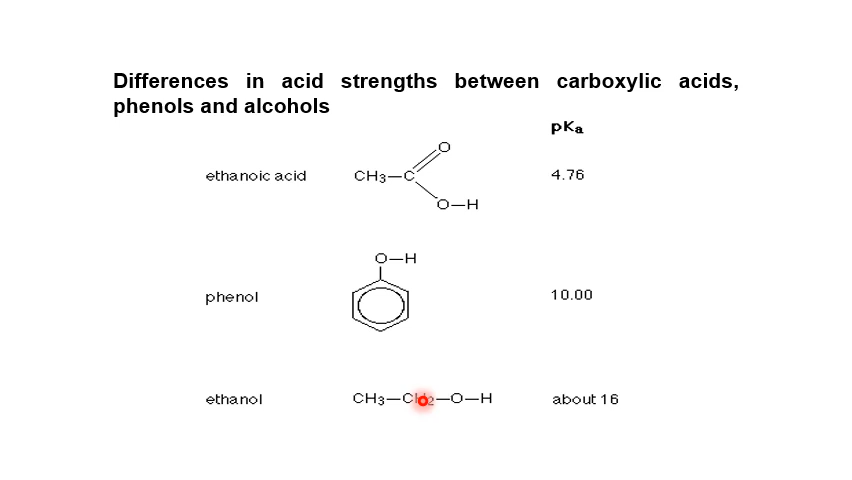 Differences in acid strengths between carboxylic acids,
phenols and alcohols
pKa
O
ethanoic acid CH3—C 4.76
O—H
O—H
phenol 10.00
ethanol CH3—CH2—O—H about 16